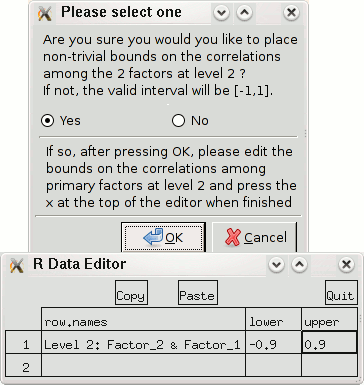 Please select one
Are you sure you would you like to place
non-trivial bounds on the correlations
among the 2 factors at level 2 ?
If not, the valid interval will be [-1,1].
Yes No
If so, after pressing OK, please edit the
bounds on the correlations among
primary factors at level 2 and press the
x at the top of the editor when finished
OK Cancel
R Data Editor
Copy Paste Quit
row.names lower upper
1 Level 2: Factor_2 & Factor_1 -0.9 0.9
2